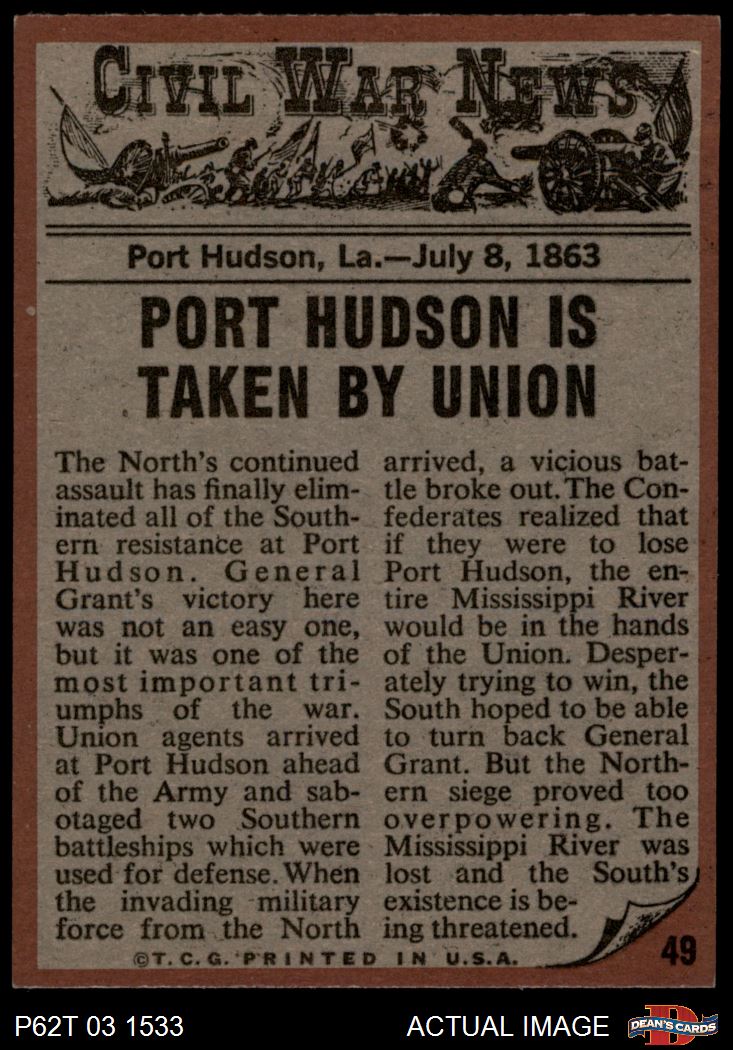 CIVIL WAR NEWS
Port Hudson, La.—July 8, 1863
PORT HUDSON IS
TAKEN BY UNION
The North's continued
assault has finally elim-
inated all of the South-
ern resistance at Port
Hudson. General
Grant's victory here
was not an easy one,
but it was one of the
most important tri-
umphs of the war.
Union agents arrived
at Port Hudson ahead
of the Army and sab-
otaged two Southern
battleships which were
used for defense. When
the invading military
force from the North
arrived, a vicious bat-
tle broke out. The Con-
federates realized that
if they were to lose
Port Hudson, the en-
tire Mississippi River
would be in the hands
of the Union. Desper-
ately trying to win, the
South hoped to be able
to turn back General
Grant. But the North-
ern siege proved too
overpowering. The
Mississippi River was
lost and the South's
existence is be-
ing threatened.
©T.C.G. PRINTED IN U.S.A.
49
P62T 03 1533
ACTUAL IMAGE
D
DEAN'S CARDS